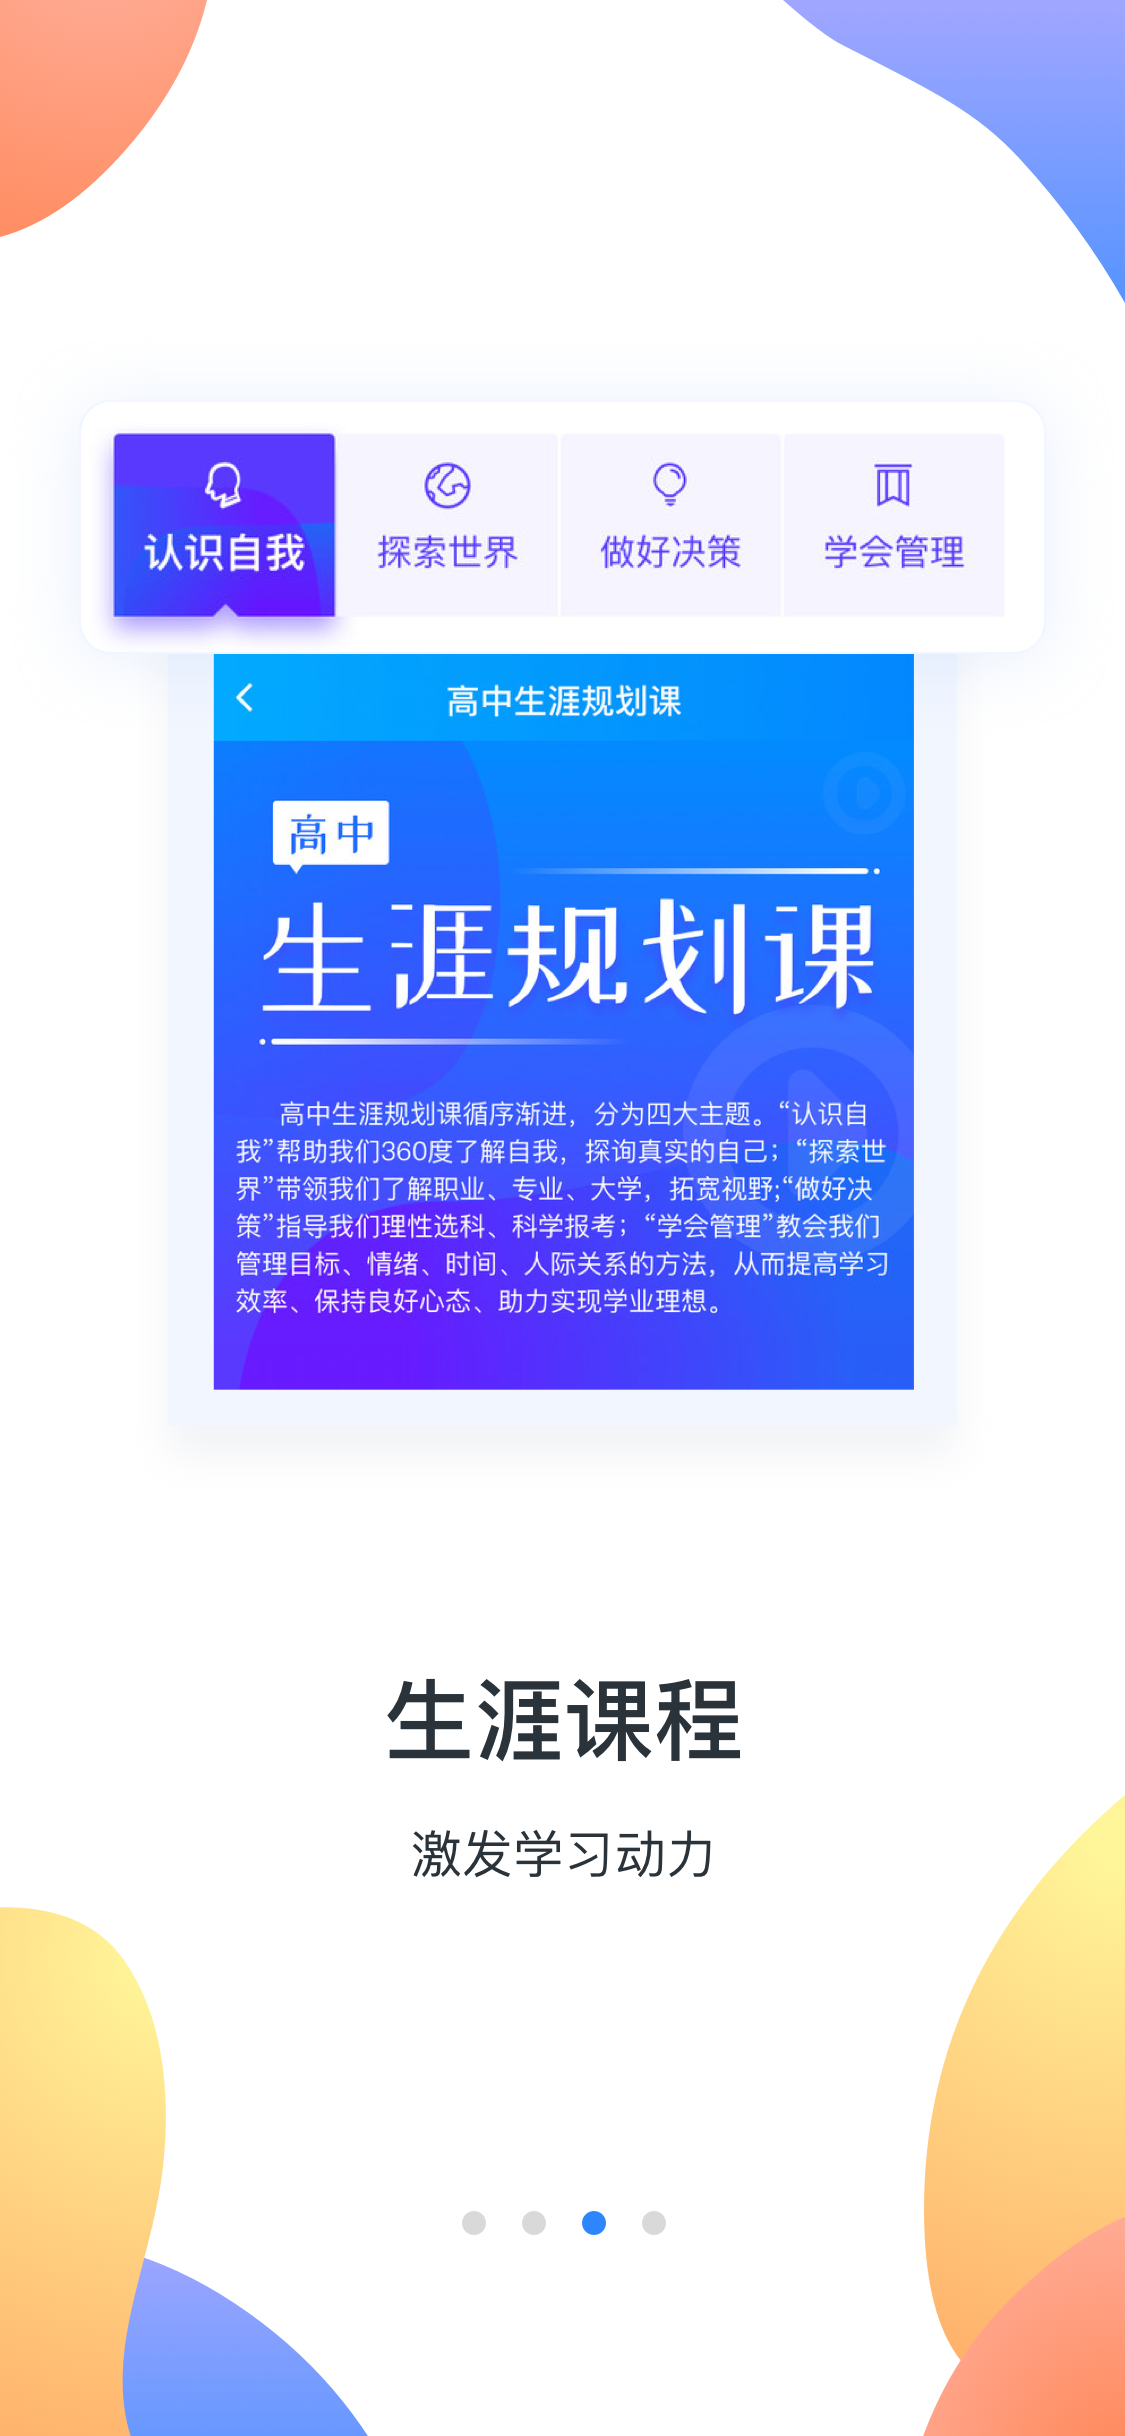 认识自我 探索世界 做好决策 学会管理
高中生涯规划课
高中
生涯规划课
高中生涯规划课循序渐进，分为四大主题。“认识自
我”帮助我们360度了解自我，探询真实的自己；“探索世
界”带领我们了解职业、专业、大学，拓宽视野;“做好决
策”指导我们理性选科、科学报考；“学会管理”教会我们
管理目标、情绪、时间、人际关系的方法，从而提高学习
效率、保持良好心态、助力实现学业理想。
生涯课程
激发学习动力